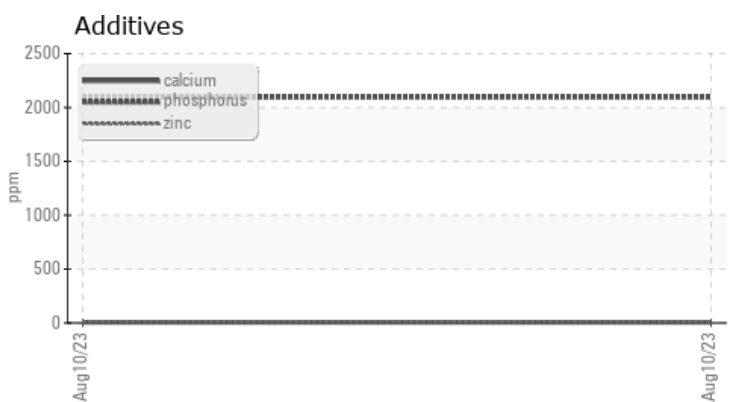 Additives
2500
calcium
2000
phosphorus
zinc
1500
ppm
1000
500
0
Aug10/23
Aug10/23